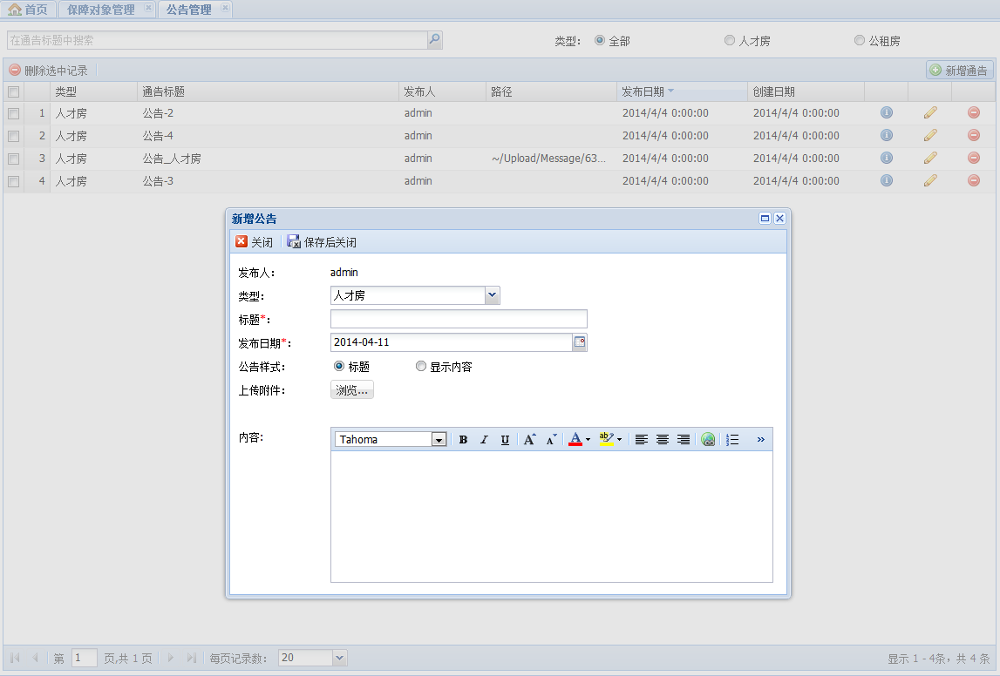 首页 保障对象管理 公告管理
在通告标题中搜索 类型： 全部 人才房 公租房
删除选中记录 新增通告
类型 通告标题 发布人 路径 发布日期 创建日期
1 人才房 公告-2 admin 2014/4/4 0:00:00 2014/4/4 0:00:00
2 人才房 公告-4 admin 2014/4/4 0:00:00 2014/4/4 0:00:00
3 人才房 公告_人才房 admin ~/Upload/Message/63... 2014/4/4 0:00:00 2014/4/4 0:00:00
4 人才房 公告-3 admin 2014/4/4 0:00:00 2014/4/4 0:00:00
新增公告
关闭 保存后关闭
发布人： admin
类型： 人才房
标题*：
发布日期*： 2014-04-11
公告样式： 标题 显示内容
上传附件： 浏览...
内容： Tahoma B I U A A A ab »
第 1 页,共 1 页 每页记录数： 20 显示 1 - 4条，共 4 条